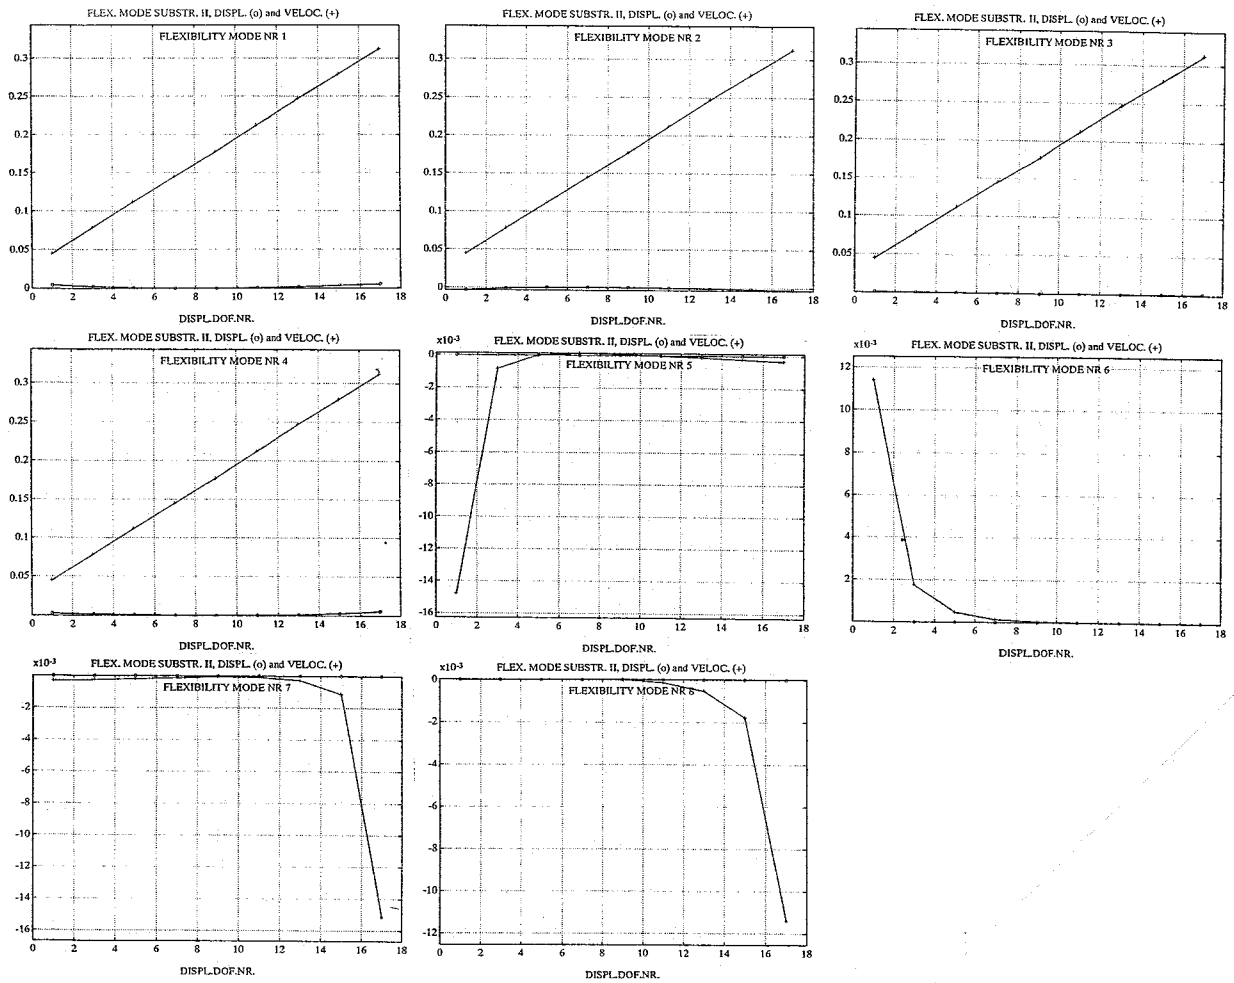 FLEX. MODE SUBSTR. II, DISPL. (o) and VELOC. (+)
FLEXIBILITY MODE NR 1
0.3
0.25
0.2
0.15
0.1
0.05
0
0 2 4 6 8 10 12 14 16 18
DISPL.DOF.NR.
FLEX. MODE SUBSTR. II, DISPL. (o) and VELOC. (+)
FLEXIBILITY MODE NR 2
0.3
0.25
0.2
0.15
0.1
0.05
0
0 2 4 6 8 10 12 14 16 18
DISPL.DOF.NR.
FLEX. MODE SUBSTR. II, DISPL. (o) and VELOC. (+)
FLEXIBILITY MODE NR 3
0.3
0.25
0.2
0.15
0.1
0.05
0
0 2 4 6 8 10 12 14 16 18
DISPL.DOF.NR.
FLEX. MODE SUBSTR. II, DISPL. (o) and VELOC. (+)
FLEXIBILITY MODE NR 4
0.3
0.25
0.2
0.15
0.1
0.05
0 2 4 6 8 10 12 14 16 18
DISPL.DOF.NR.
x10-3 FLEX. MODE SUBSTR. II, DISPL. (o) and VELOC. (+)
0
FLEXIBILITY MODE NR 5
-2
-4
-6
-8
-10
-12
-14
-16
0 2 4 6 8 10 12 14 16 18
DISPL.DOF.NR.
x10-3 FLEX. MODE SUBSTR. II, DISPL. (o) and VELOC. (+)
12
FLEXIBILITY MODE NR 6
10
8
6
4
2
0 2 4 6 8 10 12 14 16 18
DISPL.DOF.NR.
x10-3 FLEX. MODE SUBSTR. II, DISPL. (o) and VELOC. (+)
FLEXIBILITY MODE NR 7
-2
-4
-6
-8
-10
-12
-14
-16
0 2 4 6 8 10 12 14 16 18
DISPL.DOF.NR.
x10-3 FLEX. MODE SUBSTR. II, DISPL. (o) and VELOC. (+)
0
FLEXIBILITY MODE NR 8
-2
-4
-6
-8
-10
-12
0 2 4 6 8 10 12 14 16 18
DISPL.DOF.NR.